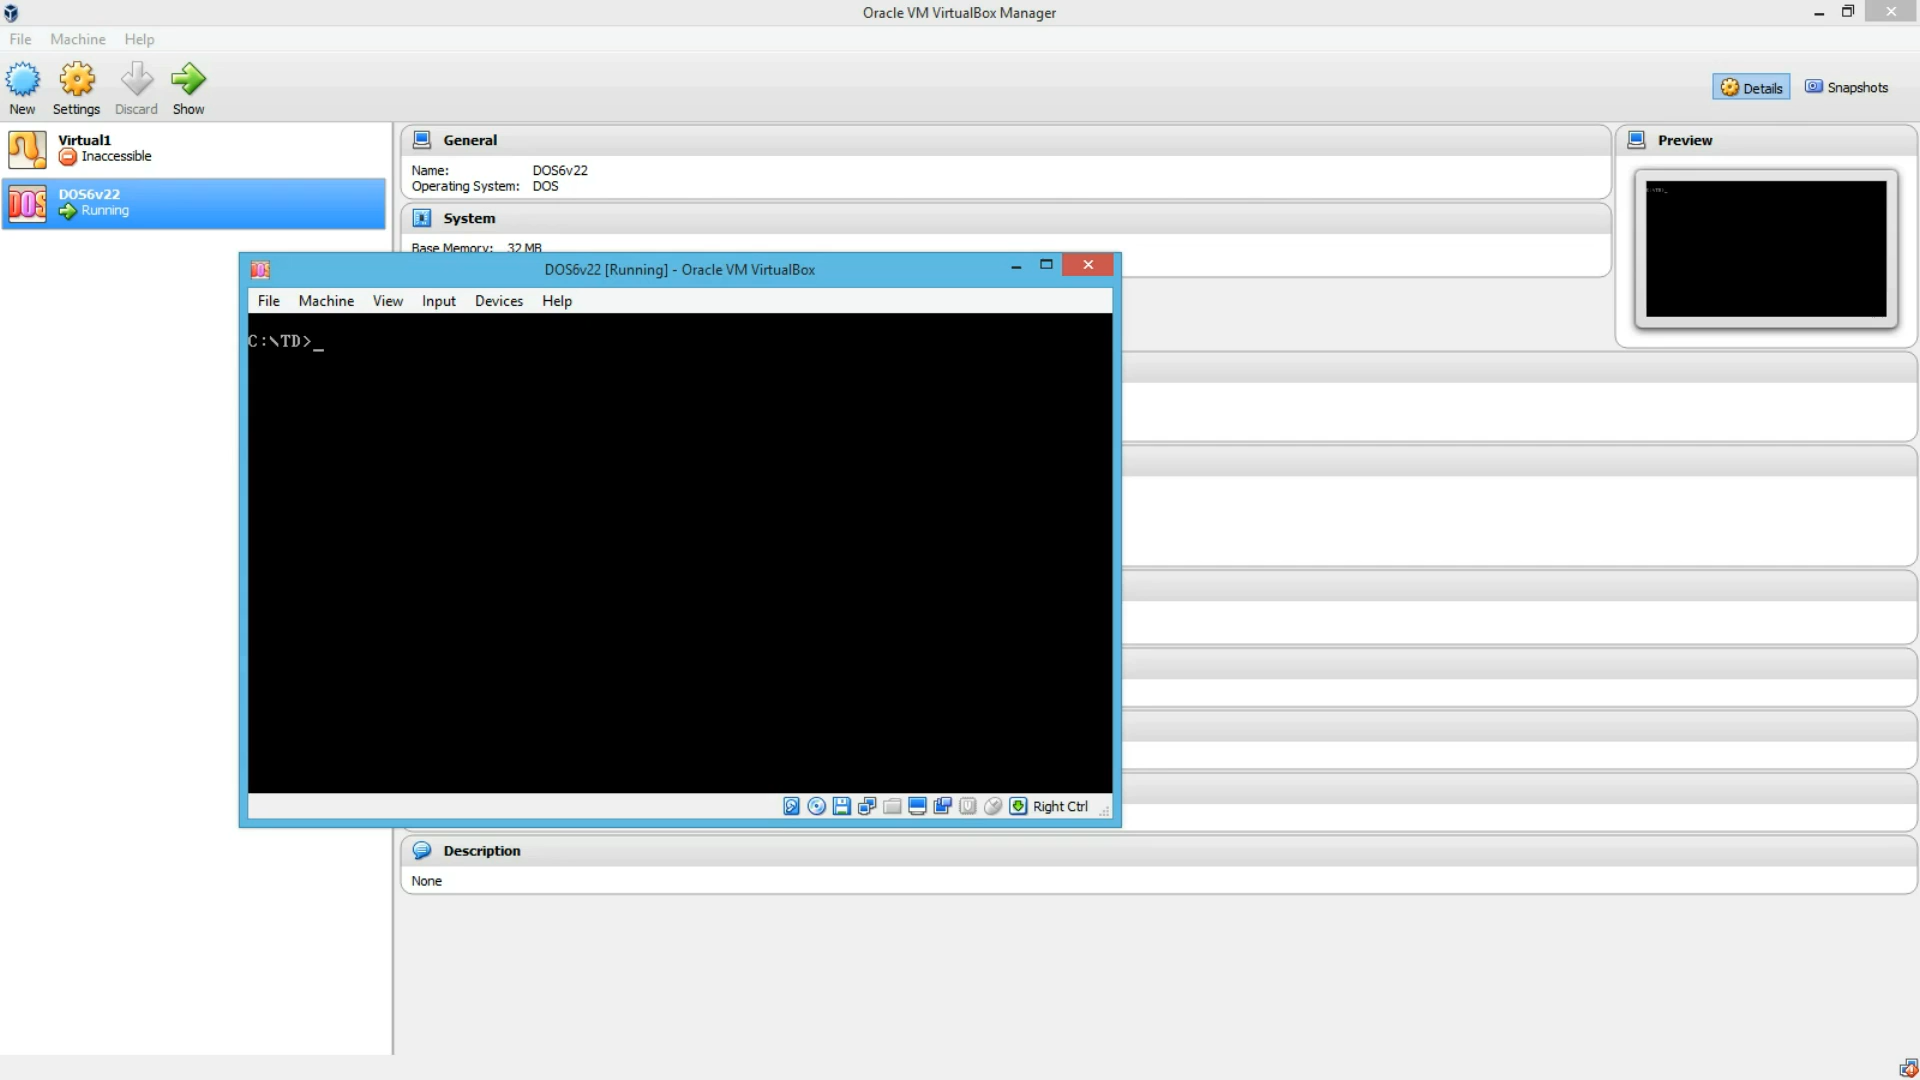 Oracle VM VirtualBox Manager
File Machine Help
New Settings Discard Show
Details Snapshots
Virtual1
Inaccessible
DOS
DOS6v22
Running
General
Name: DOS6v22
Operating System: DOS
System
Base Memory: 32 MB
Preview
DOS6v22 [Running] - Oracle VM VirtualBox
File Machine View Input Devices Help
C:\TD>_
Right Ctrl
Description
None